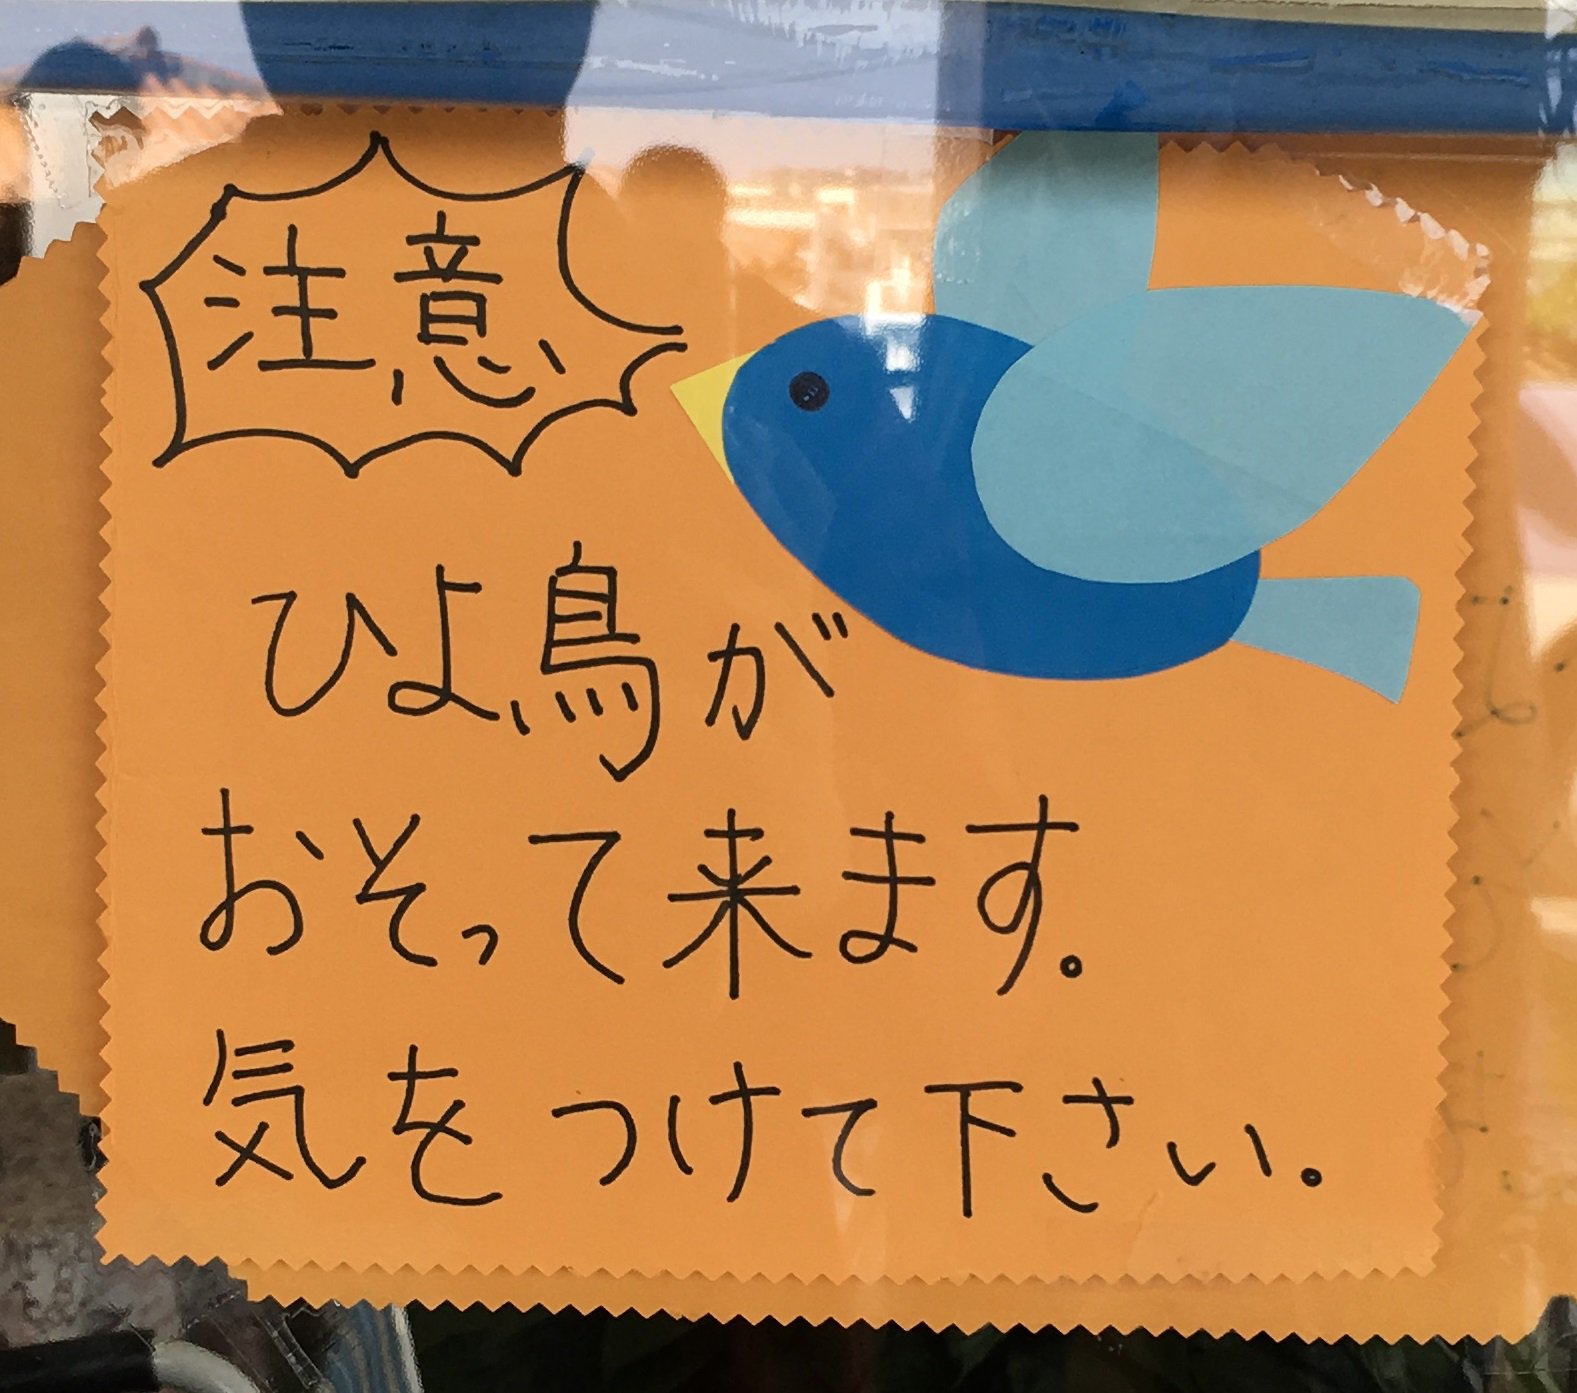 注意
ひよ鳥が
おそって来ます。
気をつけて下さい。